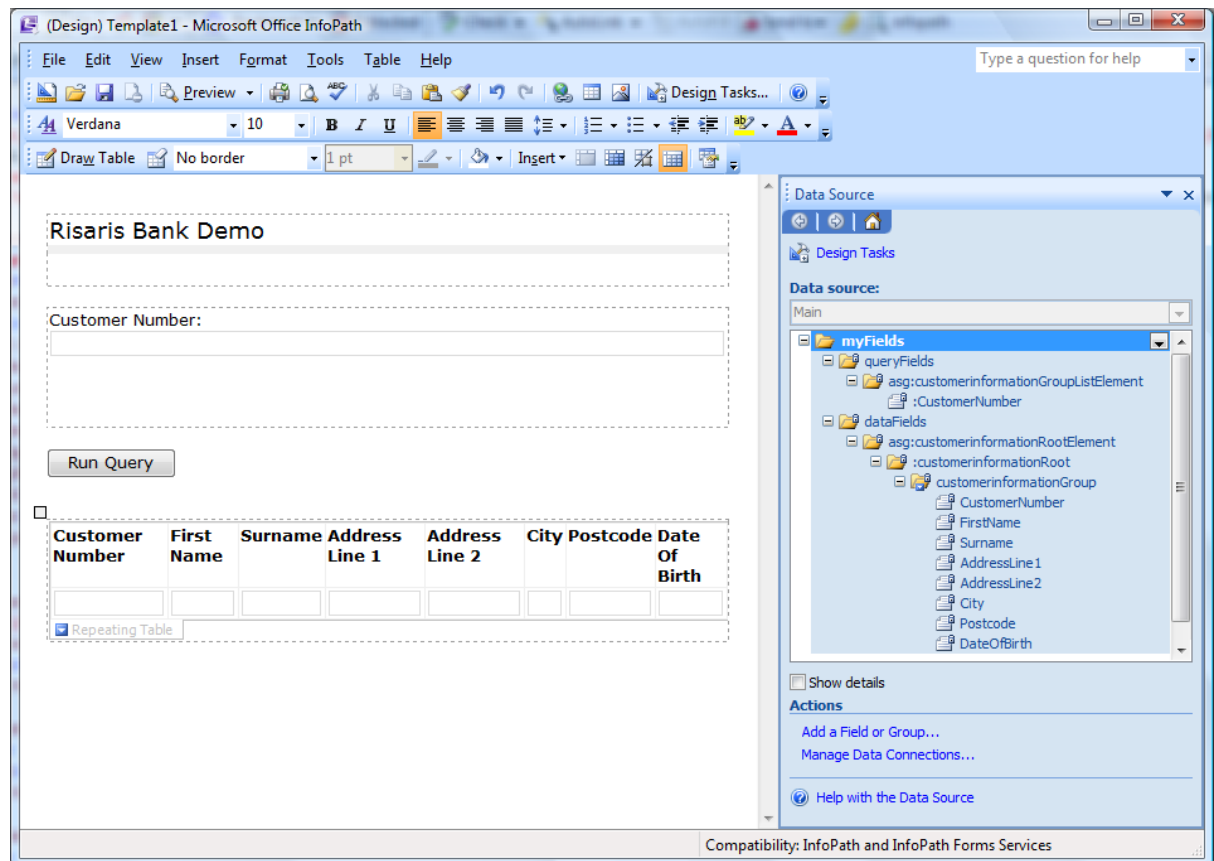 (Design) Template1 - Microsoft Office InfoPath
File Edit View Insert Format Tools Table Help
Type a question for help
Preview
ABC
Design Tasks...
Verdana 10 B I U
Draw Table No border 1 pt Insert
Risaris Bank Demo
Customer Number:
Run Query
Customer Number First Name Surname Address Line 1 Address Line 2 City Postcode Date Of Birth
Repeating Table
Data Source
Design Tasks
Data source:
Main
myFields
queryFields
asg:customerinformationGroupListElement
:CustomerNumber
dataFields
asg:customerinformationRootElement
:customerinformationRoot
customerinformationGroup
CustomerNumber
FirstName
Surname
AddressLine1
AddressLine2
City
Postcode
DateOfBirth
Show details
Actions
Add a Field or Group...
Manage Data Connections...
Help with the Data Source
Compatibility: InfoPath and InfoPath Forms Services